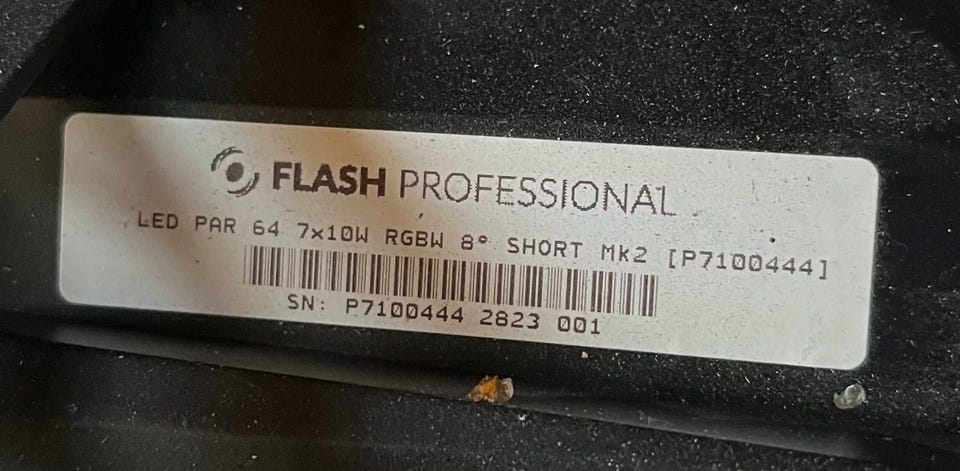 FLASH PROFESSIONAL
LED PAR 64 7x10W RGBW 8° SHORT Mk2 [P7100444]
SN: P7100444 2823 001